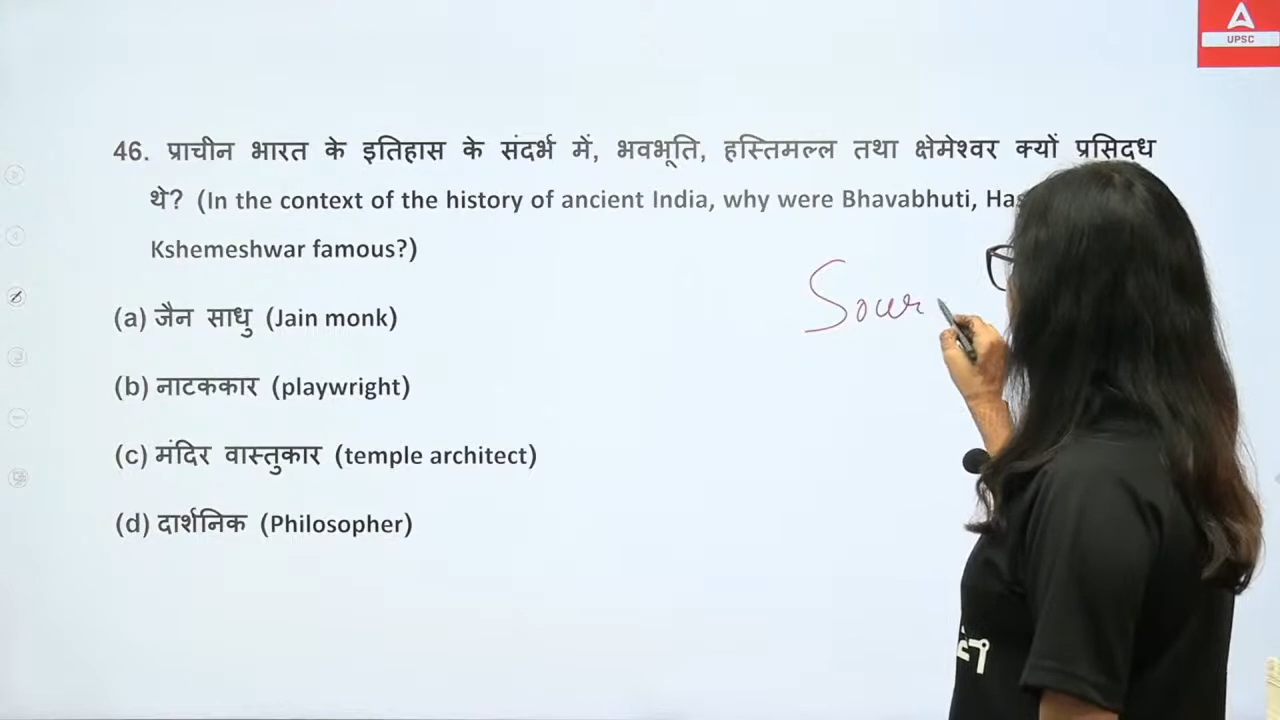 UPSC
46. प्राचीन भारत के इतिहास के संदर्भ में, भवभूति, हस्तिमल्ल तथा क्षेमेश्वर क्यों प्रसिद्ध
थे? (In the context of the history of ancient India, why were Bhavabhuti,
Kshemeshwar famous?)
Sour
(a) जैन साधु (Jain monk)
(b) नाटककार (playwright)
(c) मंदिर वास्तुकार (temple architect)
(d) दार्शनिक (Philosopher)